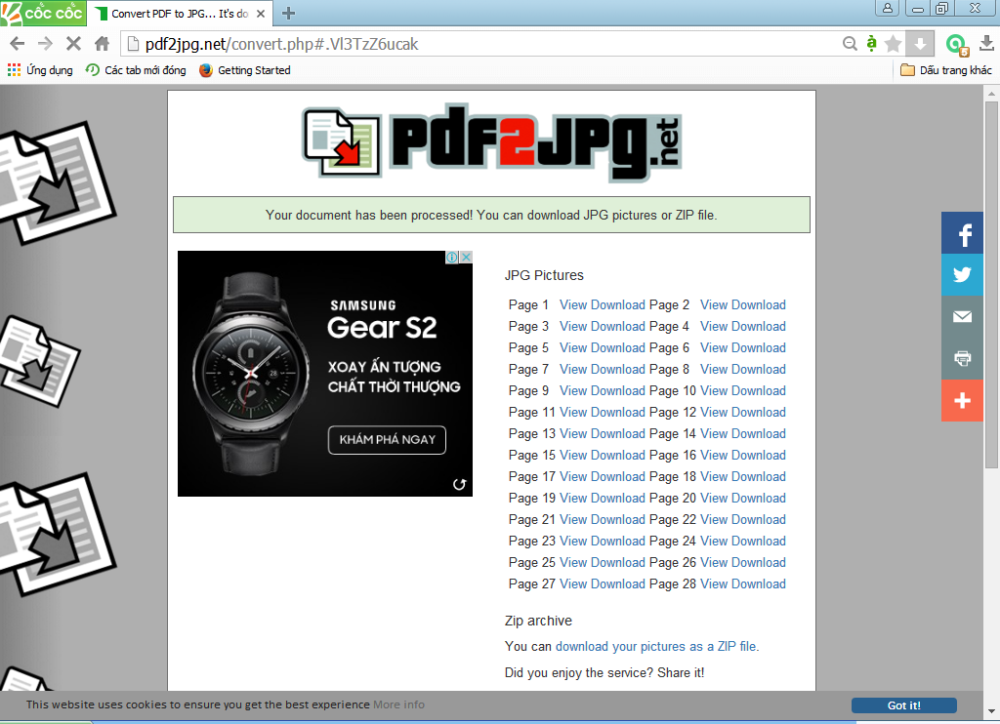 cốc cốc
Convert PDF to JPG... It's do
pdf2jpg.net/convert.php#.Vl3TzZ6ucak
Ứng dụng
Các tab mới đóng
Getting Started
Dấu trang khác
PDF2JPG.net
Your document has been processed! You can download JPG pictures or ZIP file.
SAMSUNG
Gear S2
XOAY ẤN TƯỢNG
CHẤT THỜI THƯỢNG
KHÁM PHÁ NGAY
JPG Pictures
Page 1 View Download Page 2 View Download
Page 3 View Download Page 4 View Download
Page 5 View Download Page 6 View Download
Page 7 View Download Page 8 View Download
Page 9 View Download Page 10 View Download
Page 11 View Download Page 12 View Download
Page 13 View Download Page 14 View Download
Page 15 View Download Page 16 View Download
Page 17 View Download Page 18 View Download
Page 19 View Download Page 20 View Download
Page 21 View Download Page 22 View Download
Page 23 View Download Page 24 View Download
Page 25 View Download Page 26 View Download
Page 27 View Download Page 28 View Download
Zip archive
You can download your pictures as a ZIP file.
Did you enjoy the service? Share it!
This website uses cookies to ensure you get the best experience More info
Got it!